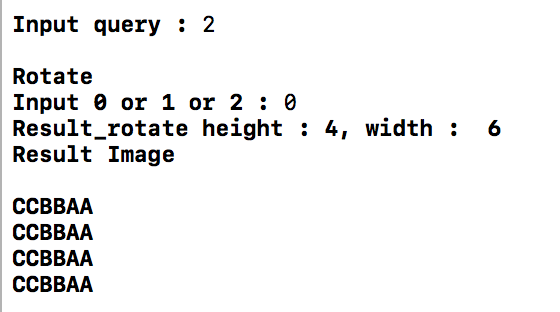 Input query : 2
Rotate
Input 0 or 1 or 2 : 0
Result_rotate height : 4, width :  6
Result Image
CCBBAA
CCBBAA
CCBBAA
CCBBAA